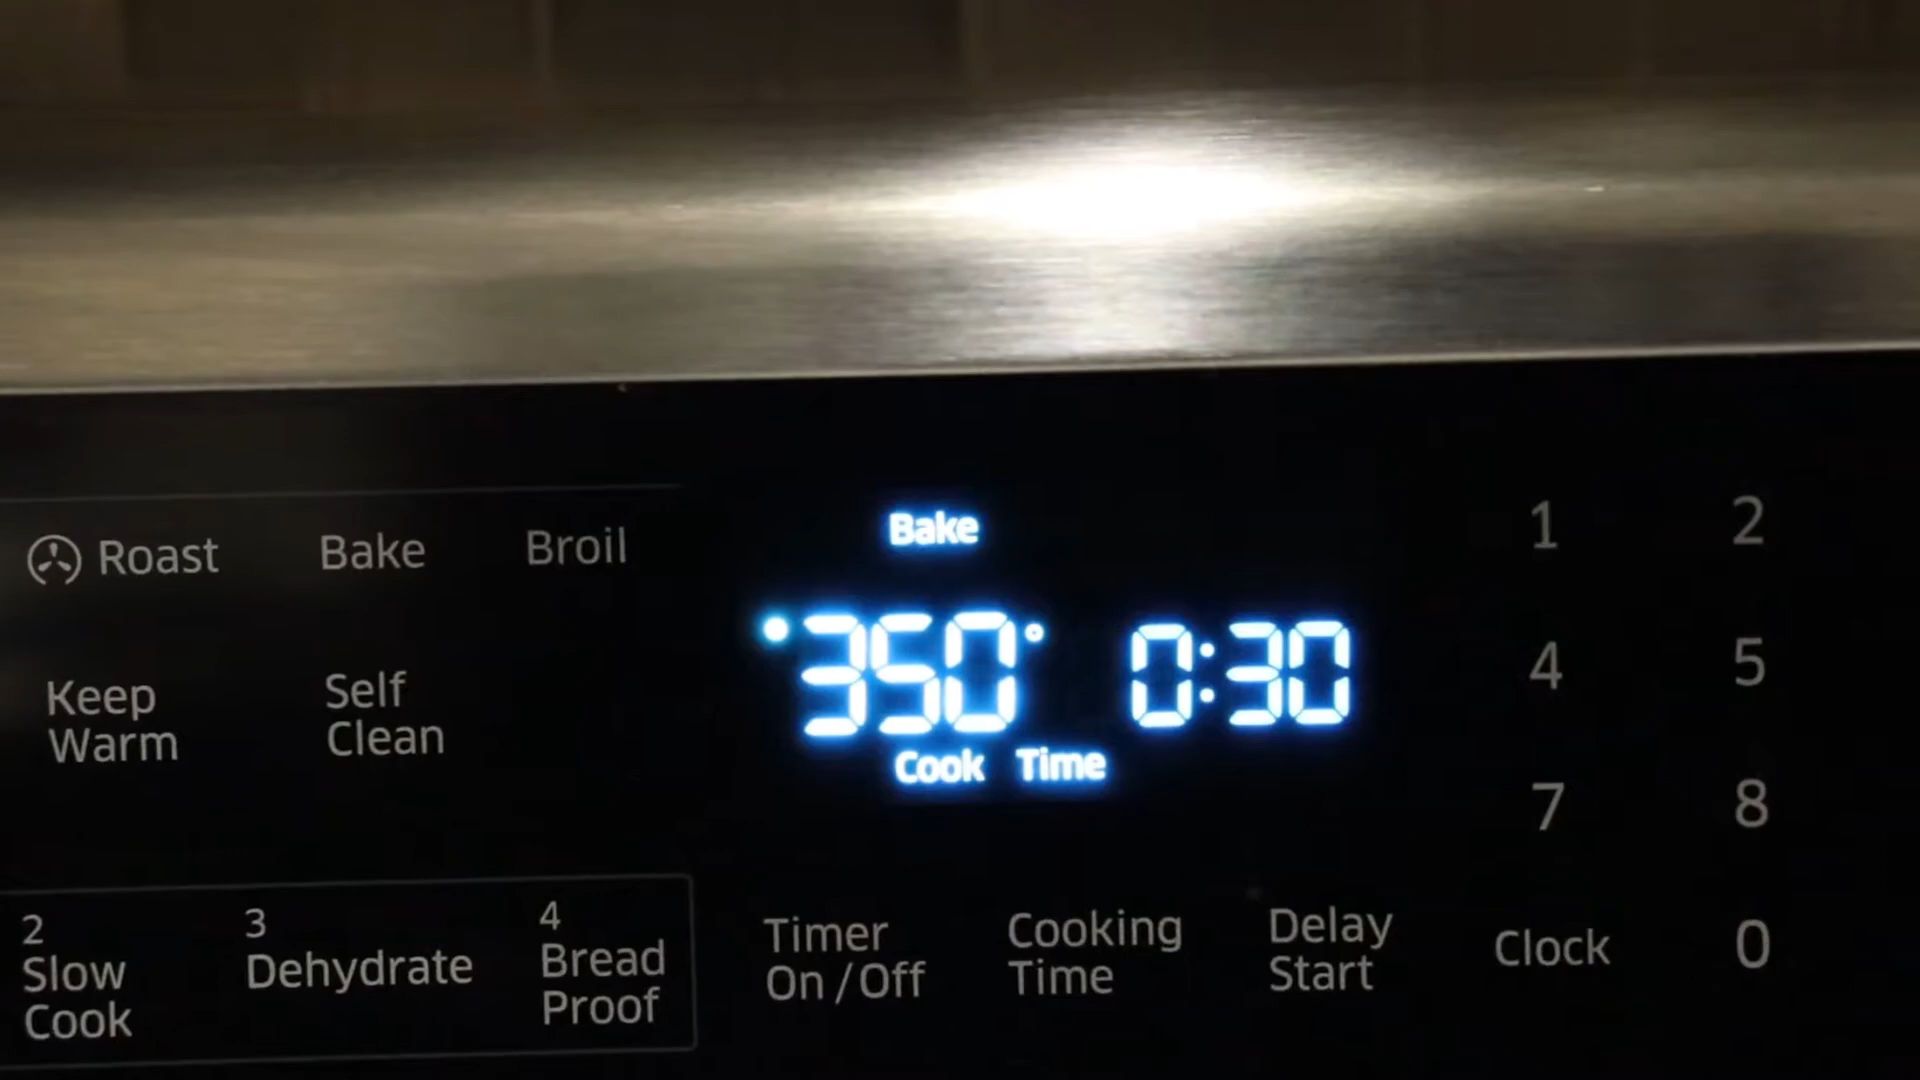 Roast Bake Broil
Keep
Warm
Self
Clean
2
Slow
Cook
3
Dehydrate
4
Bread
Proof
Bake
350° 0:30
Cook Time
Timer
On/Off
Cooking
Time
Delay
Start
Clock
1 2
4 5
7 8
0